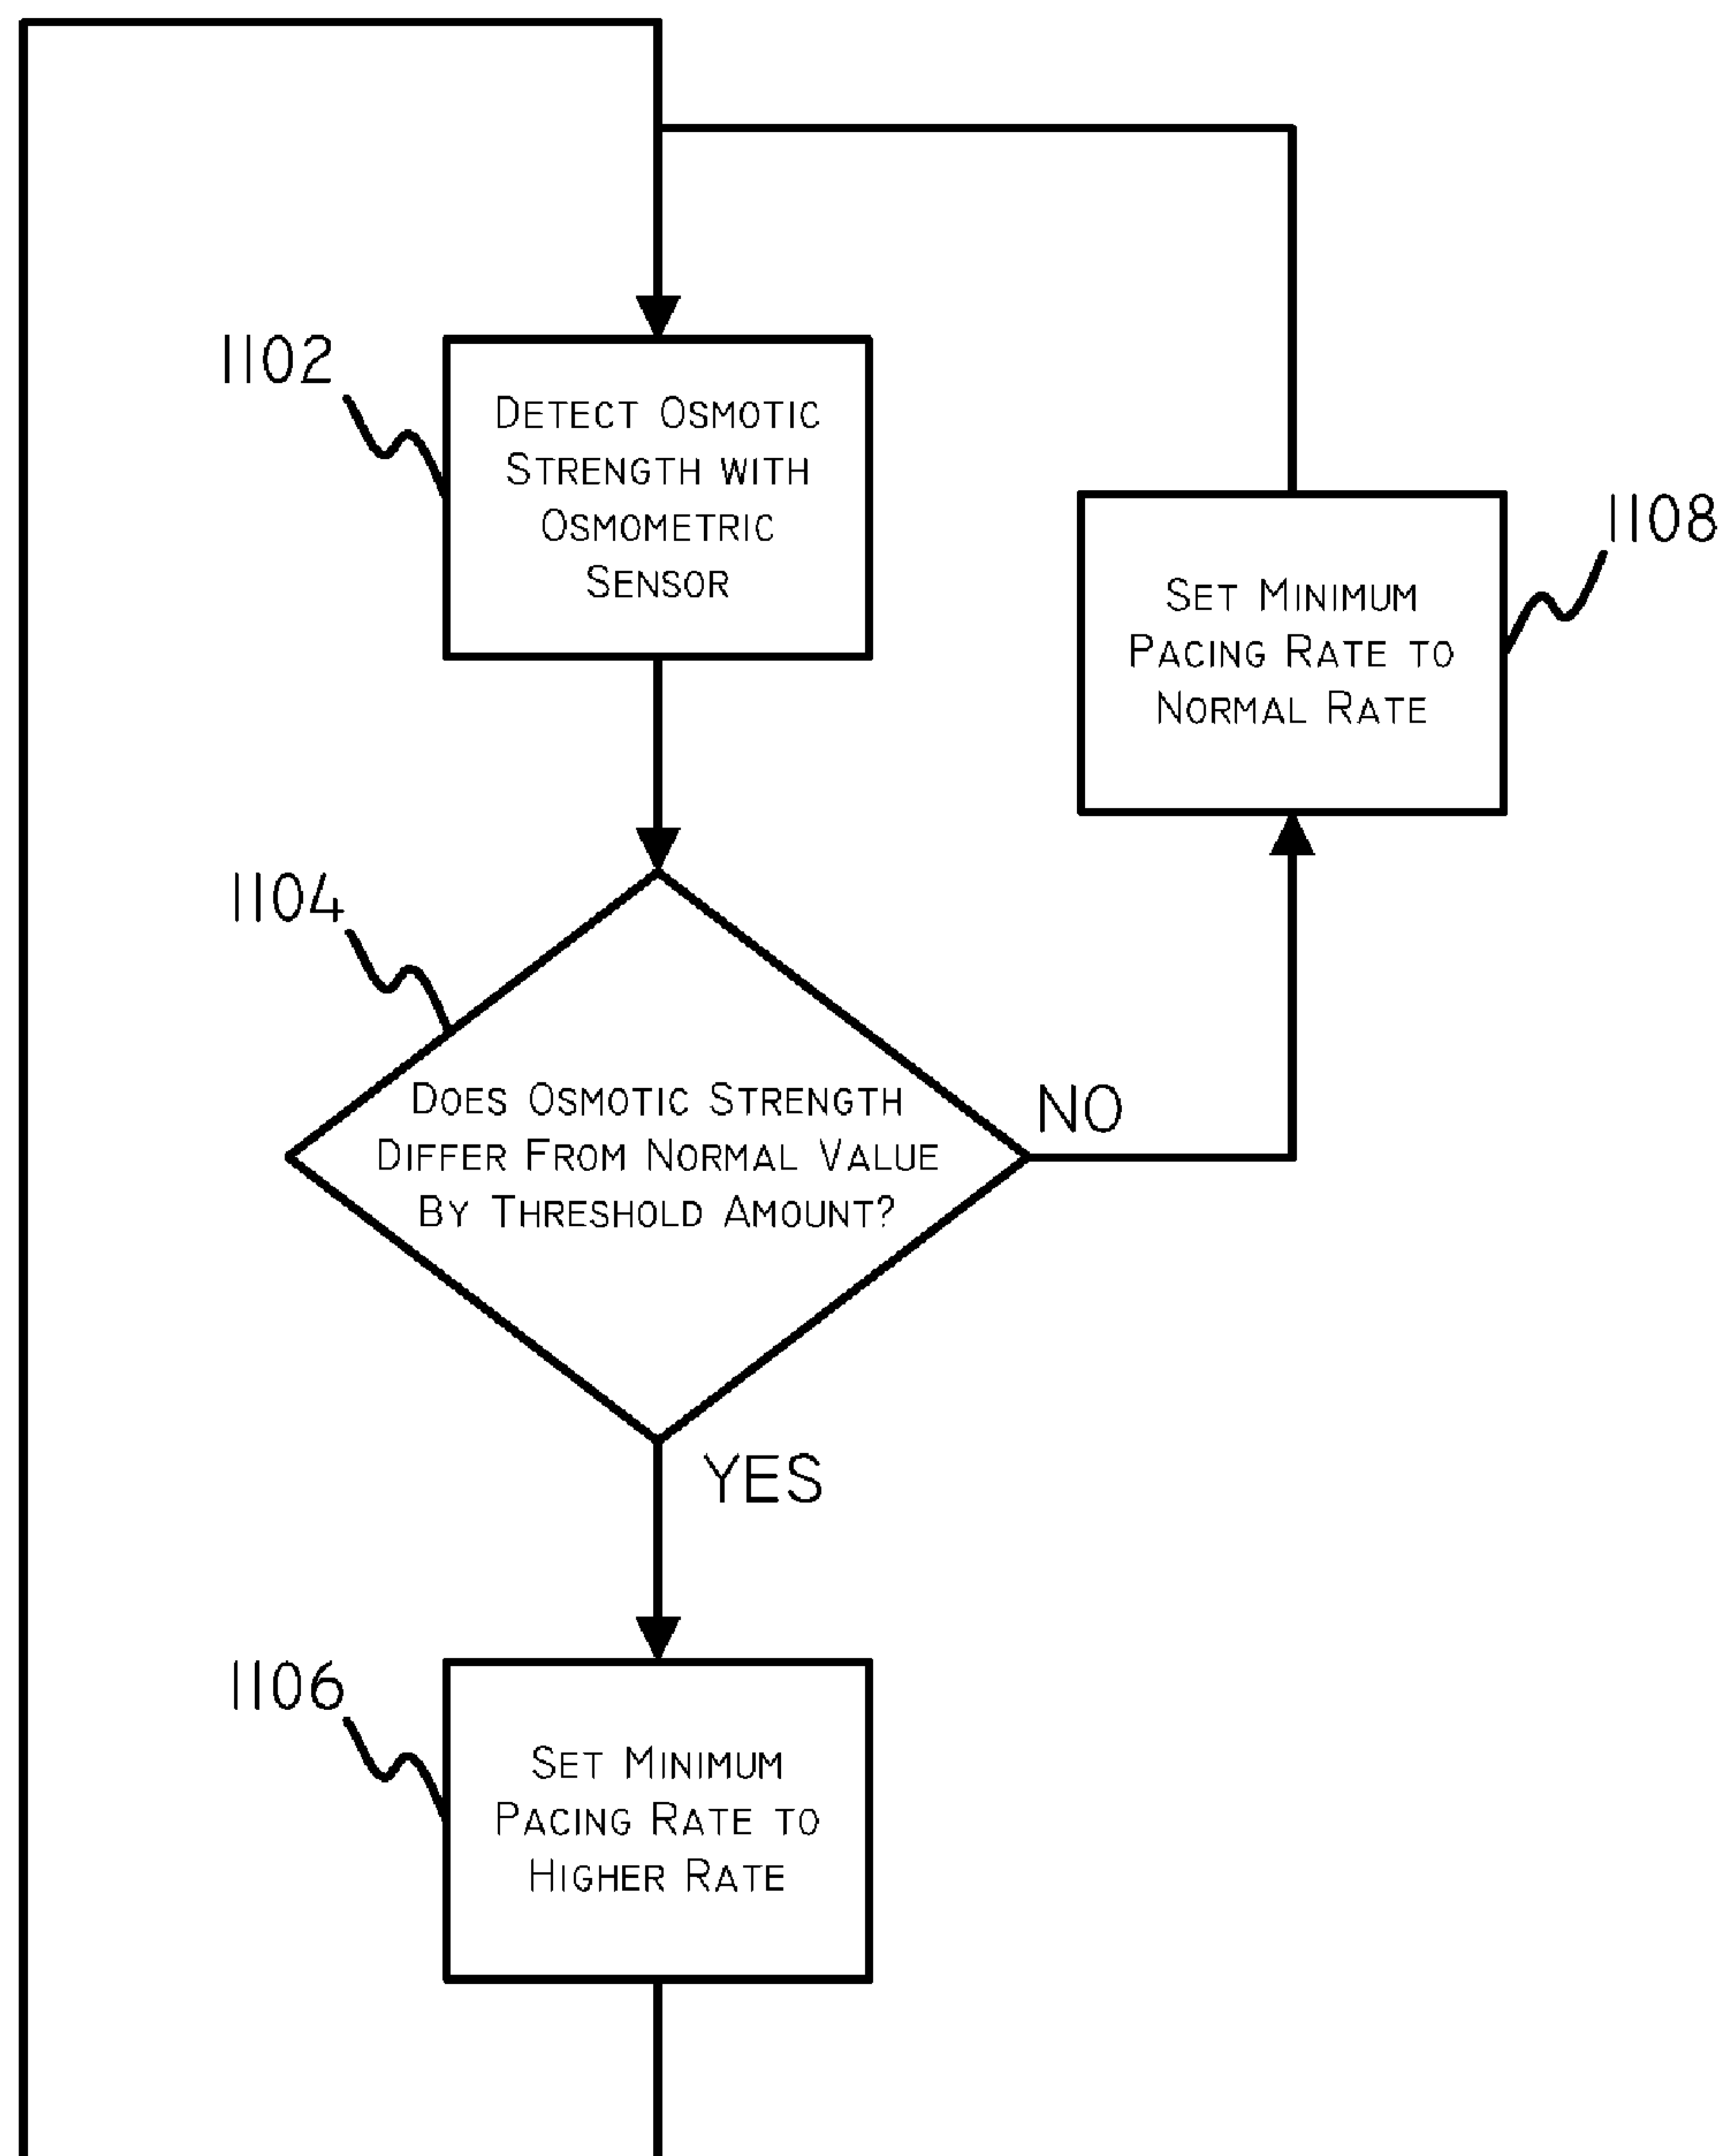 1102
Detect Osmotic
Strength with
Osmometric
Sensor
1108
Set Minimum
Pacing Rate to
Normal Rate
1104
Does Osmotic Strength
Differ From Normal Value
By Threshold Amount?
NO
YES
1106
Set Minimum
Pacing Rate to
Higher Rate